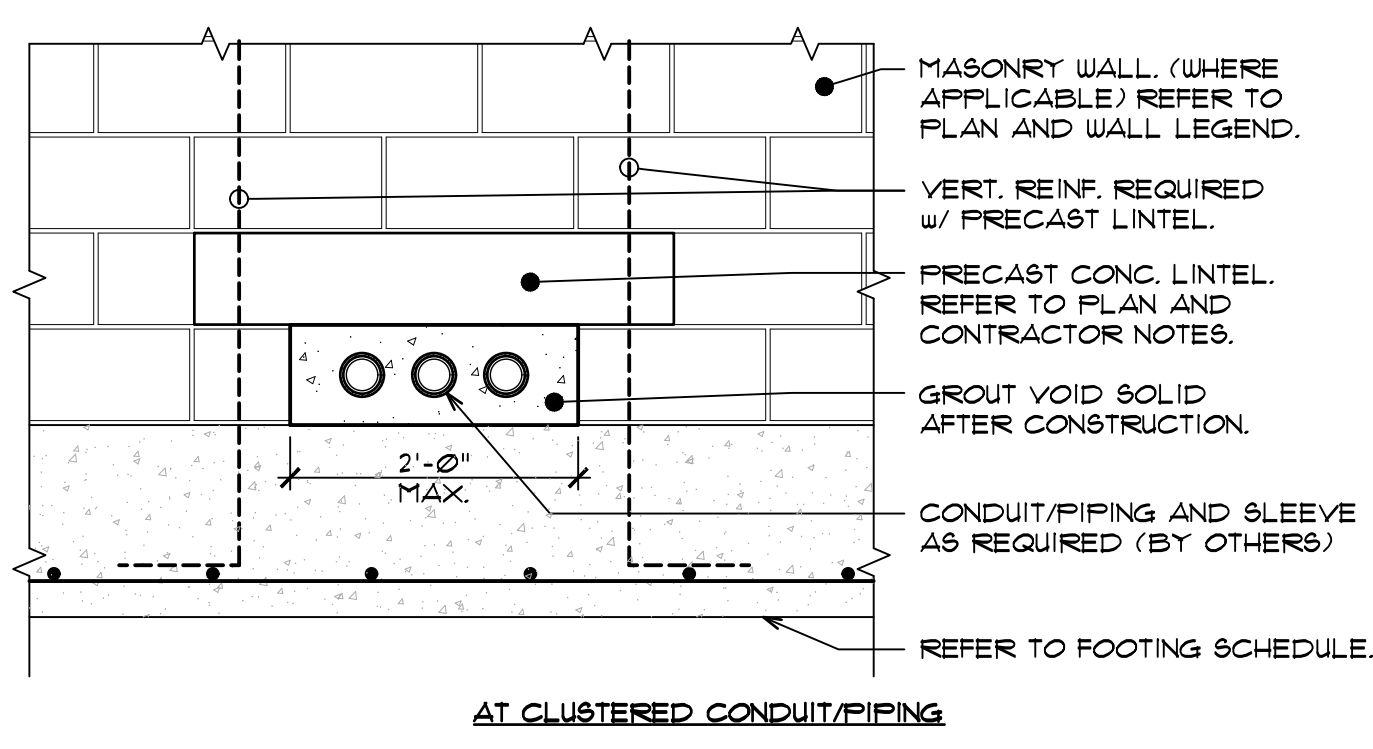 MASONRY WALL. (WHERE
APPLICABLE) REFER TO
PLAN AND WALL LEGEND.
VERT. REINF. REQUIRED
w/ PRECAST LINTEL.
PRECAST CONC. LINTEL.
REFER TO PLAN AND
CONTRACTOR NOTES.
GROUT VOID SOLID
AFTER CONSTRUCTION.
2'-0"
MAX.
CONDUIT/PIPING AND SLEEVE
AS REQUIRED (BY OTHERS)
REFER TO FOOTING SCHEDULE.
AT CLUSTERED CONDUIT/PIPING